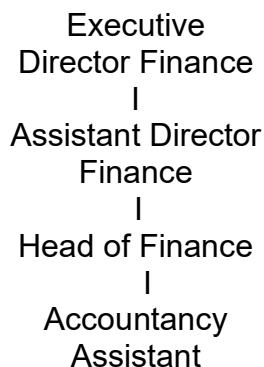 Executive
Director Finance
I
Assistant Director
Finance
I
Head of Finance
I
Accountancy
Assistant